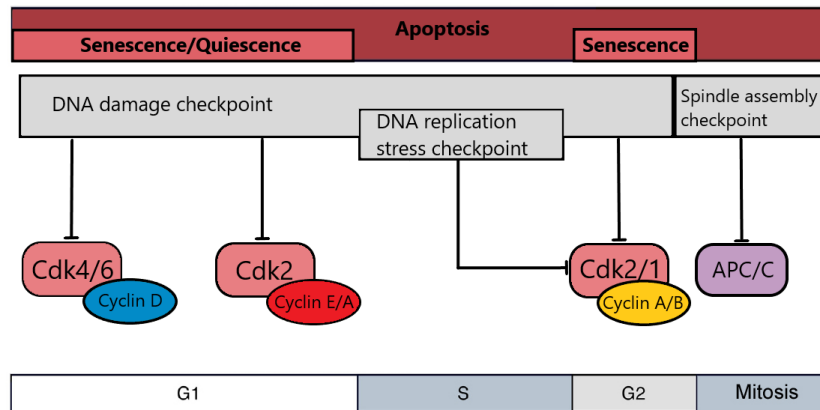 Apoptosis
Senescence/Quiescence
Senescence
DNA damage checkpoint
DNA replication
stress checkpoint
Spindle assembly
checkpoint
Cdk4/6
Cyclin D
Cdk2
Cyclin E/A
Cdk2/1
Cyclin A/B
APC/C
G1
S
G2
Mitosis